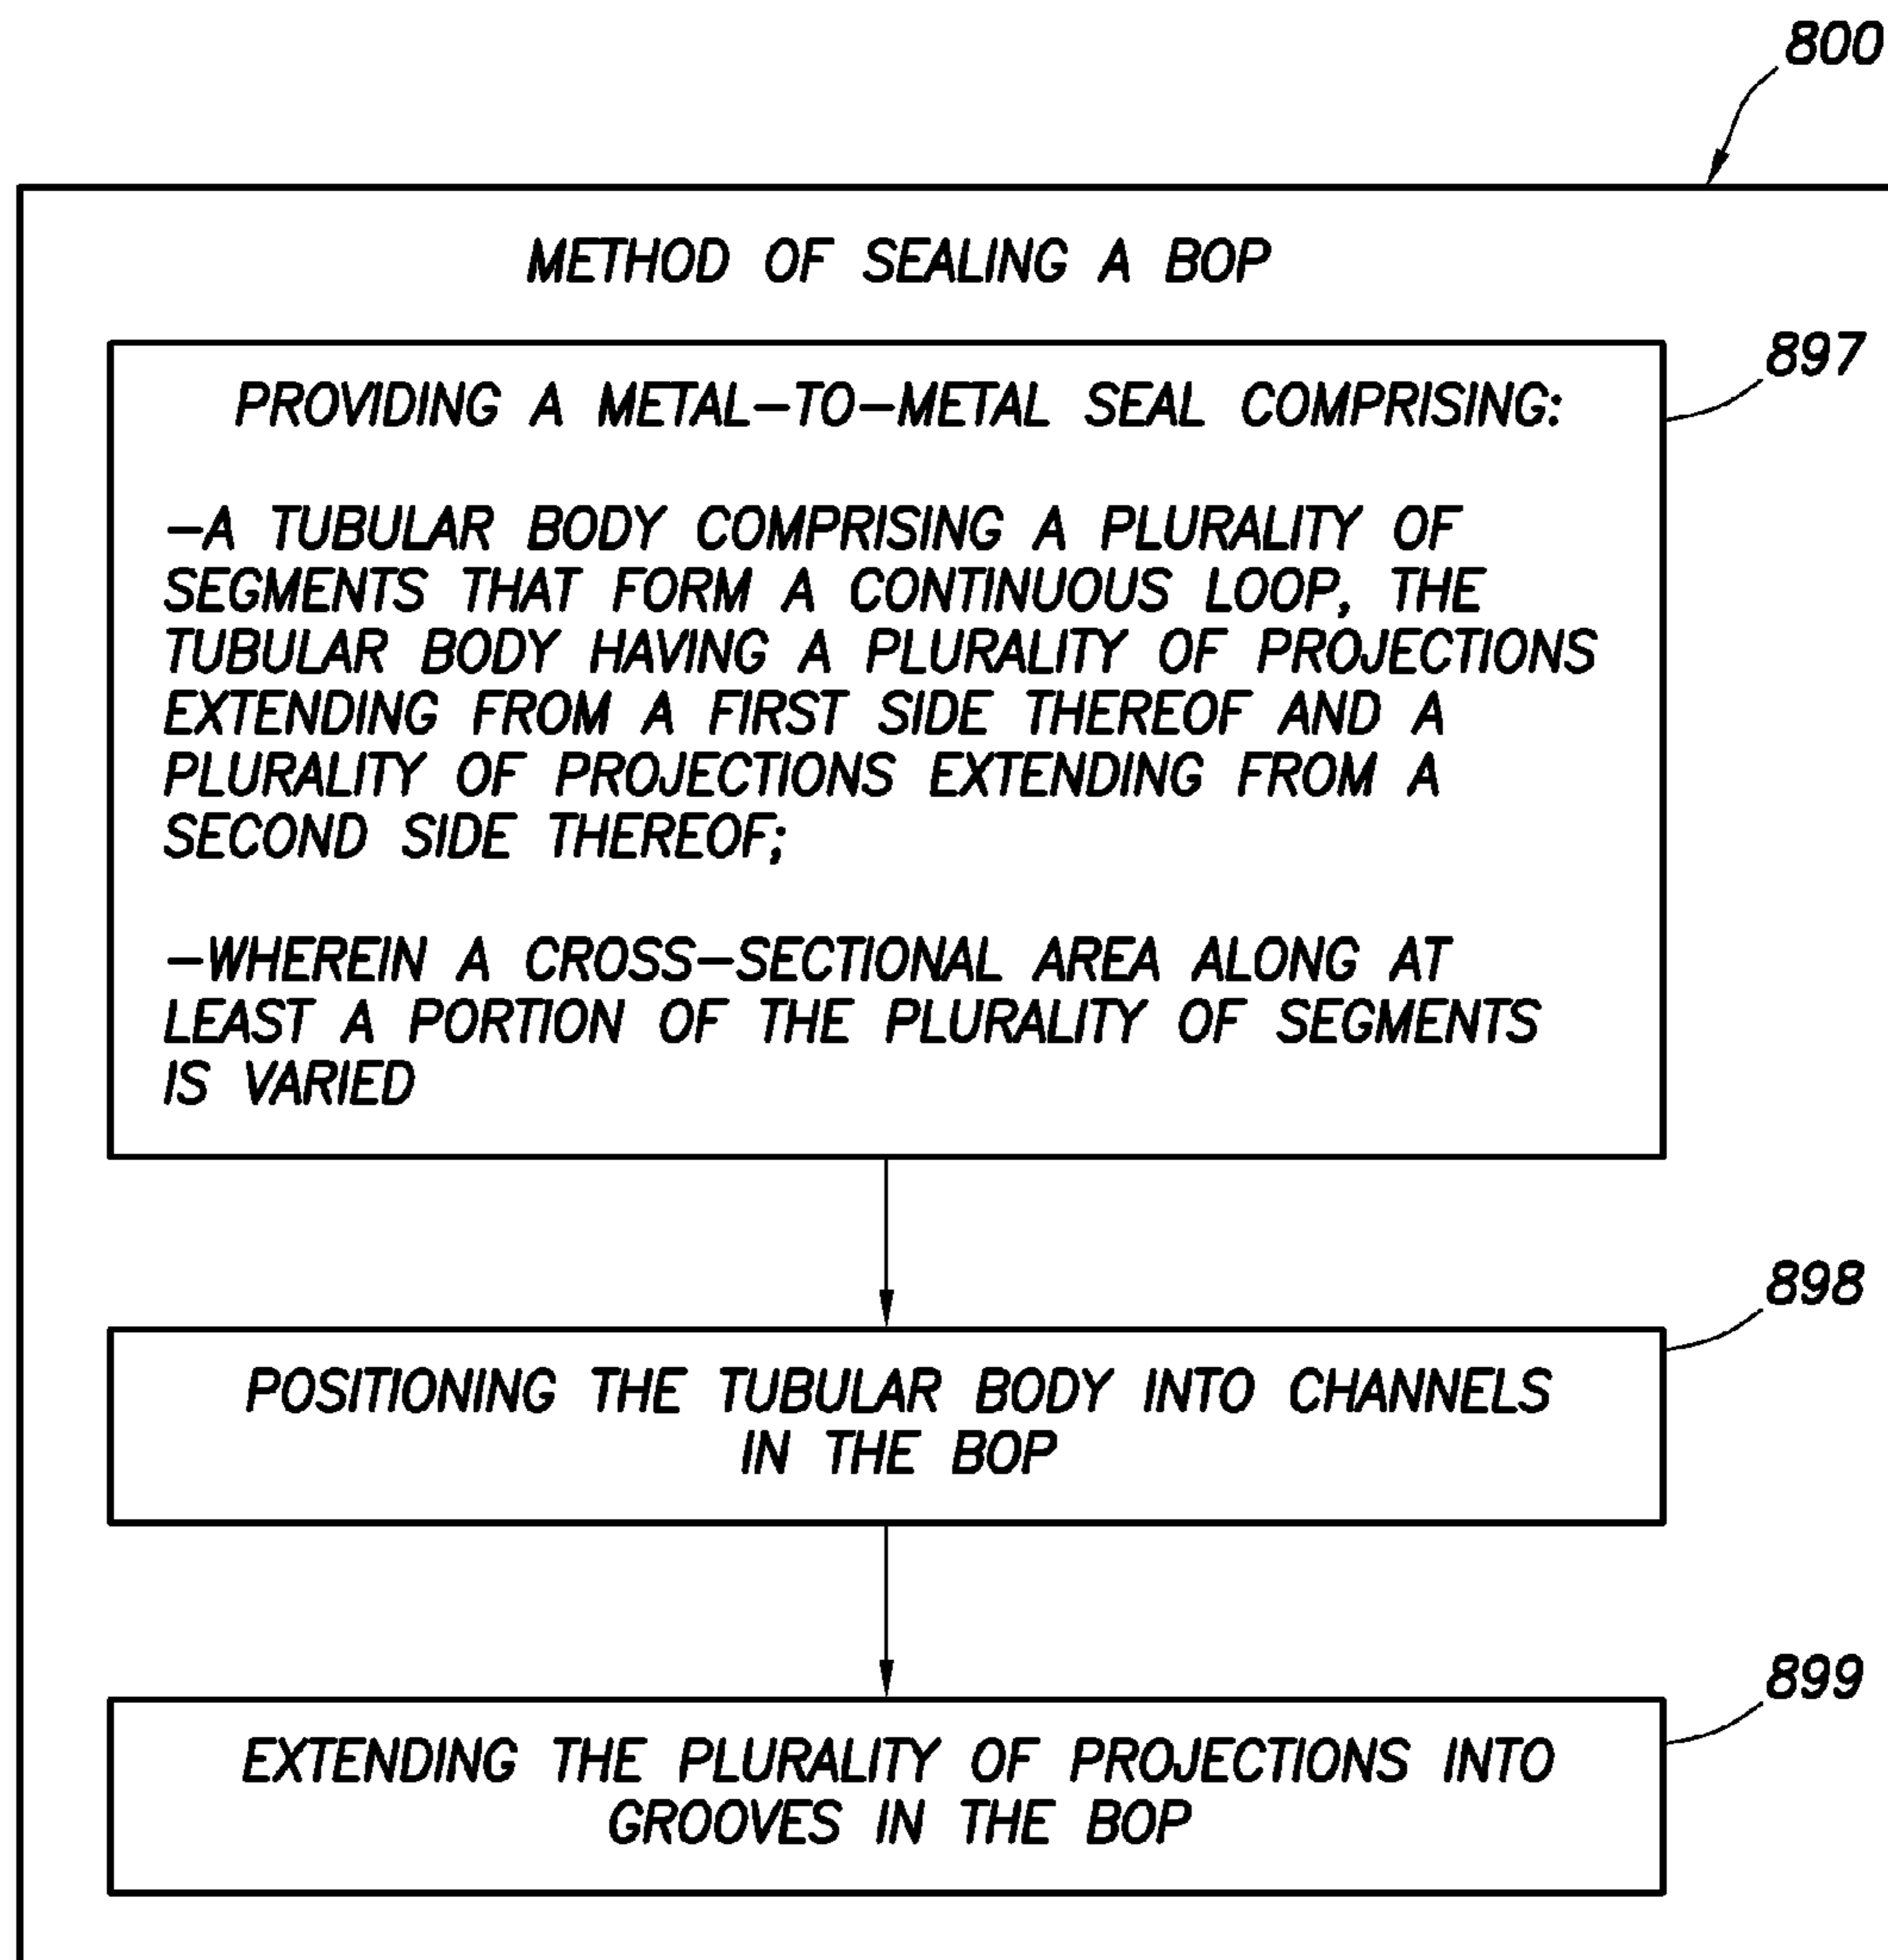 800
METHOD OF SEALING A BOP
897
PROVIDING A METAL-TO-METAL SEAL COMPRISING:
-A TUBULAR BODY COMPRISING A PLURALITY OF
SEGMENTS THAT FORM A CONTINUOUS LOOP, THE
TUBULAR BODY HAVING A PLURALITY OF PROJECTIONS
EXTENDING FROM A FIRST SIDE THEREOF AND A
PLURALITY OF PROJECTIONS EXTENDING FROM A
SECOND SIDE THEREOF;
-WHEREIN A CROSS-SECTIONAL AREA ALONG AT
LEAST A PORTION OF THE PLURALITY OF SEGMENTS
IS VARIED
898
POSITIONING THE TUBULAR BODY INTO CHANNELS
IN THE BOP
899
EXTENDING THE PLURALITY OF PROJECTIONS INTO
GROOVES IN THE BOP